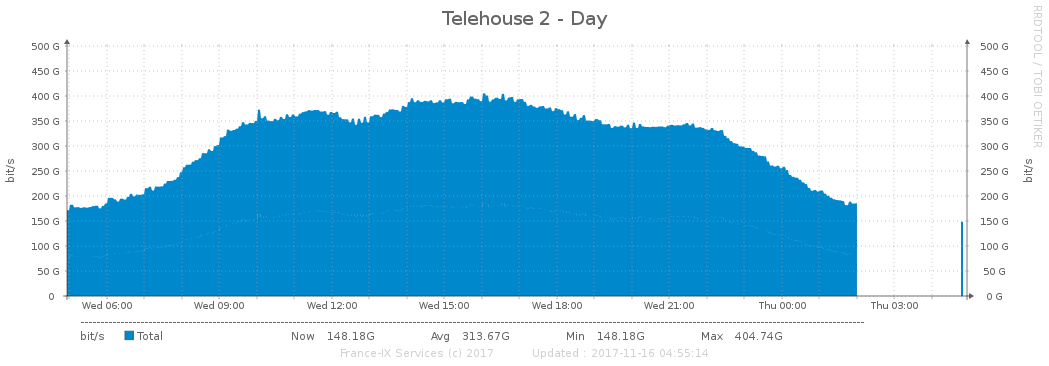 Telehouse 2 - Day
RRDTOOL / TOBI OETIKER
500 G 500 G
450 G 450 G
400 G 400 G
350 G 350 G
300 G 300 G
250 G 250 G
200 G 200 G
150 G 150 G
100 G 100 G
50 G 50 G
0 0 G
bit/s bit/s
Wed 06:00 Wed 09:00 Wed 12:00 Wed 15:00 Wed 18:00 Wed 21:00 Thu 00:00 Thu 03:00
bit/s Total Now 148.18G Avg 313.67G Min 148.18G Max 404.74G
France-IX Services (c) 2017 Updated : 2017-11-16 04:55:14